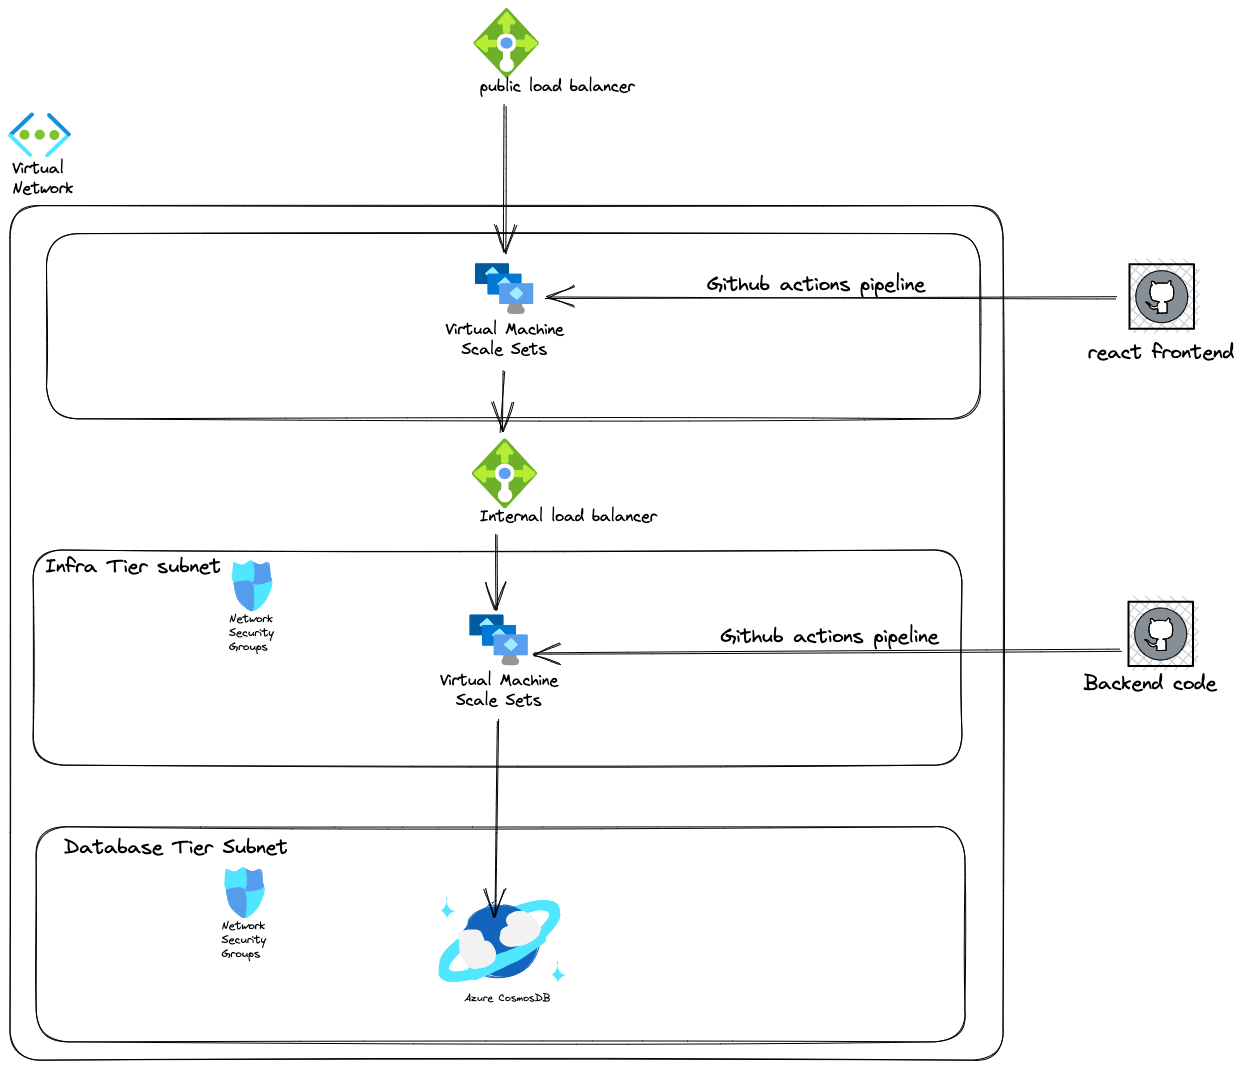 public load balancer
Virtual
Network
Github actions pipeline
Virtual Machine
Scale Sets
react frontend
Internal load balancer
Infra Tier subnet
Network
Security
Groups
Github actions pipeline
Virtual Machine
Scale Sets
Backend code
Database Tier Subnet
Network
Security
Groups
Azure CosmosDB